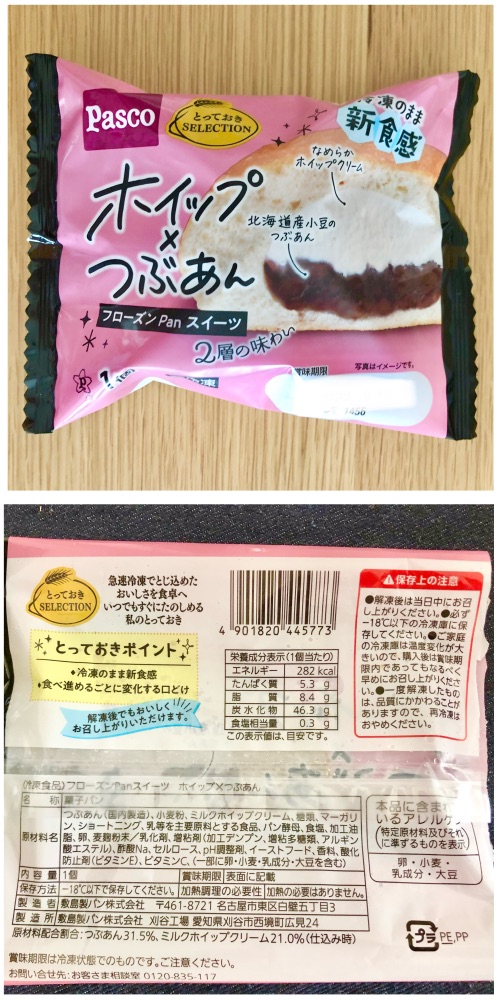 Pasco
とっておき
SELECTION
冷凍のまま
新食感
なめらか
ホイップクリーム
ホイップ
×
つぶあん
北海道産小豆の
つぶあん
フローズンPanスイーツ
2層の味わい
写真はイメージです。
賞味期限
とっておき
SELECTION
急速冷凍でとじ込めた
おいしさを食卓へ
いつでもすぐにたのしめる
私のとっておき
とっておきポイント
♦冷凍のまま新食感
♦食べ進めるごとに変化する口どけ
解凍後でもおいしく
お召し上がりいただけます。
4 901820 445773
栄養成分表示(1個当たり)
エネルギー 282 kcal
たんぱく質 5.3 g
脂質 8.4 g
炭水化物 46.3 g
食塩相当量 0.3 g
この表示値は、目安です。
保存上の注意
●解凍後は当日中にお召
し上がりください。●必ず
−18℃以下の冷凍庫に保
存してください。●ご家庭
の冷凍庫は温度変化が大
きいので、購入後は賞味期
限内であってもなるべく
早めにお召し上がりくださ
い。●一度解凍したもの
は、品質にかかわることが
ありますので、再冷凍は
おやめください。
(冷凍食品)フローズンPanスイーツ ホイップ×つぶあん
名称 菓子パン
原材料名 つぶあん(国内製造)、小麦粉、ミルクホイップクリーム、糖類、マーガリ
ン、ショートニング、乳等を主要原料とする食品、パン酵母、食塩、加工油
脂、卵、麦麹粉末/乳化剤、増粘剤(加工デンプン、増粘多糖類、アルギン
酸エステル)、酢酸Na、セルロース、pH調整剤、イーストフード、香料、酸化
防止剤(ビタミンE)、ビタミンC、(一部に卵・小麦・乳成分・大豆を含む)
内容量 1個 賞味期限 表面に記載
保存方法 −18℃以下で保存してください。 加熱調理の必要性 加熱の必要はありません。
製造者 敷島製パン株式会社 〒461-8721 名古屋市東区白壁五丁目3
製造所 敷島製パン株式会社 刈谷工場 愛知県刈谷市西境町広見24
原材料配合割合:つぶあん31.5%、ミルクホイップクリーム21.0%(仕込み時)
賞味期限は冷凍状態でのものです。ご注意ください。
お問い合せ先:お客さま相談室 0120-835-117
本品に含まれ
いるアレルゲン
(特定原材料及びそれ
に準ずるものを表示)
卵・小麦・
乳成分・大豆
プラ PE,PP